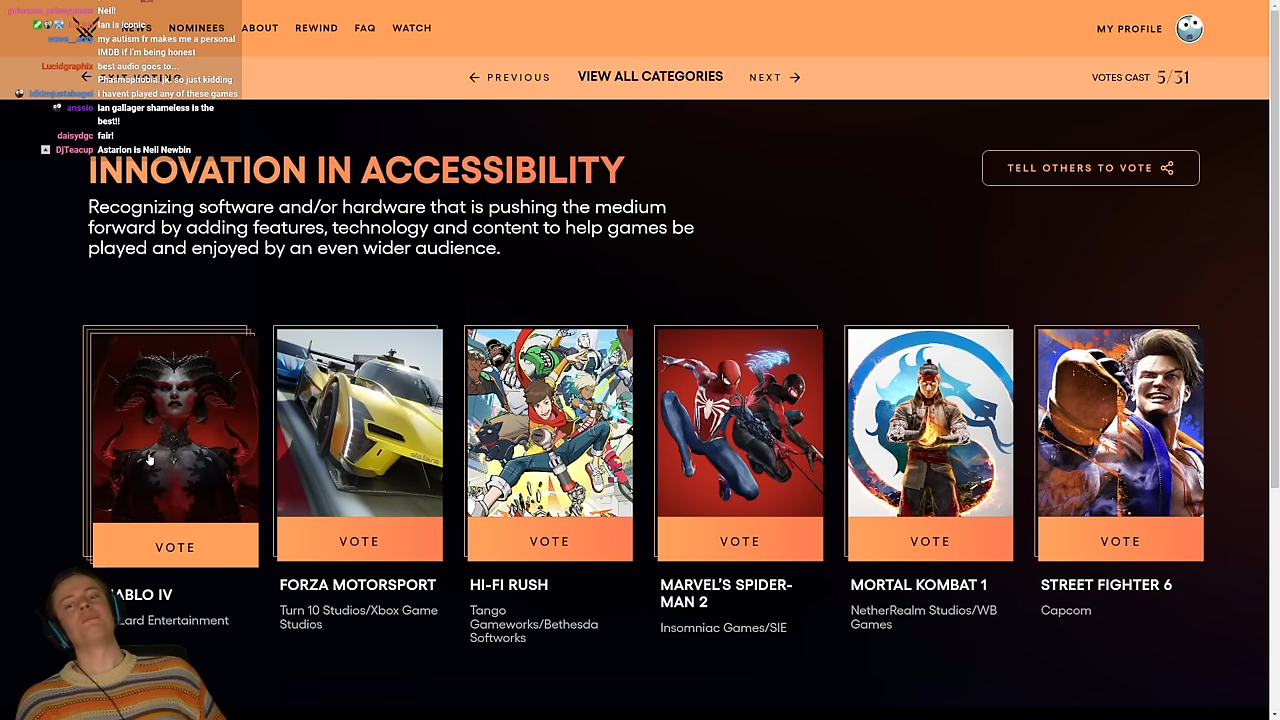 Neil!
Ian is iconic
my autism fr makes me a personal
IMDB if i'm being honest
Lucidgraphix best audio goes to...
Phasmophobia. jk. so just kidding
idkimjustabagel i havent played any of these games
anssio Ian gallager shameless is the
best!!
daisydgc fair!
DjTeacup Astarion is Neil Newbin
NEWS NOMINEES ABOUT REWIND FAQ WATCH
MY PROFILE
PREVIOUS VIEW ALL CATEGORIES NEXT
VOTES CAST 5/31
INNOVATION IN ACCESSIBILITY
TELL OTHERS TO VOTE
Recognizing software and/or hardware that is pushing the medium
forward by adding features, technology and content to help games be
played and enjoyed by an even wider audience.
VOTE VOTE VOTE VOTE VOTE VOTE
ABLO IV
ard Entertainment
FORZA MOTORSPORT
Turn 10 Studios/Xbox Game
Studios
HI-FI RUSH
Tango
Gameworks/Bethesda
Softworks
MARVEL’S SPIDER-
MAN 2
Insomniac Games/SIE
MORTAL KOMBAT 1
NetherRealm Studios/WB
Games
STREET FIGHTER 6
Capcom